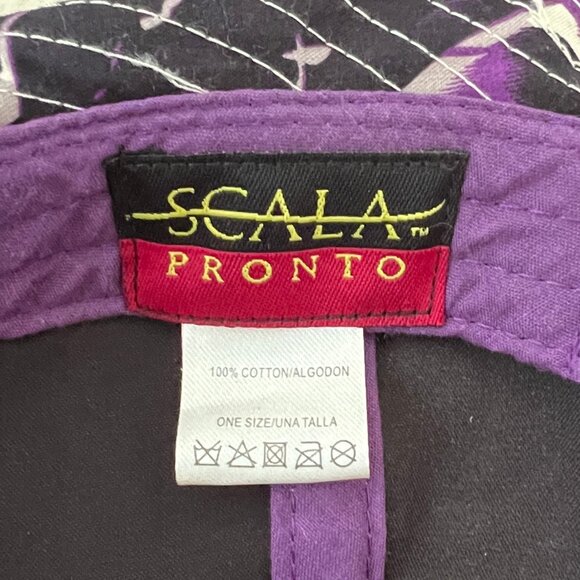 SCALA™
PRONTO
100% COTTON/ALGODON
ONE SIZE/UNA TALLA